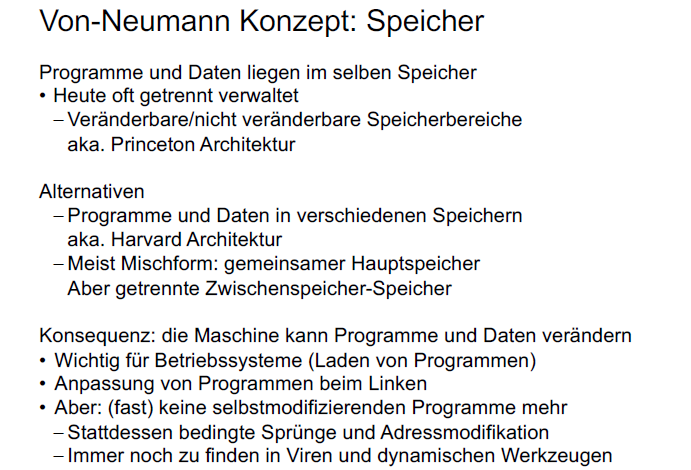 Von-Neumann Konzept: Speicher
Programme und Daten liegen im selben Speicher
• Heute oft getrennt verwaltet
– Veränderbare/nicht veränderbare Speicherbereiche
aka. Princeton Architektur
Alternativen
– Programme und Daten in verschiedenen Speichern
aka. Harvard Architektur
– Meist Mischform: gemeinsamer Hauptspeicher
Aber getrennte Zwischenspeicher-Speicher
Konsequenz: die Maschine kann Programme und Daten verändern
• Wichtig für Betriebssysteme (Laden von Programmen)
• Anpassung von Programmen beim Linken
• Aber: (fast) keine selbstmodifizierenden Programme mehr
– Stattdessen bedingte Sprünge und Adressmodifikation
– Immer noch zu finden in Viren und dynamischen Werkzeugen